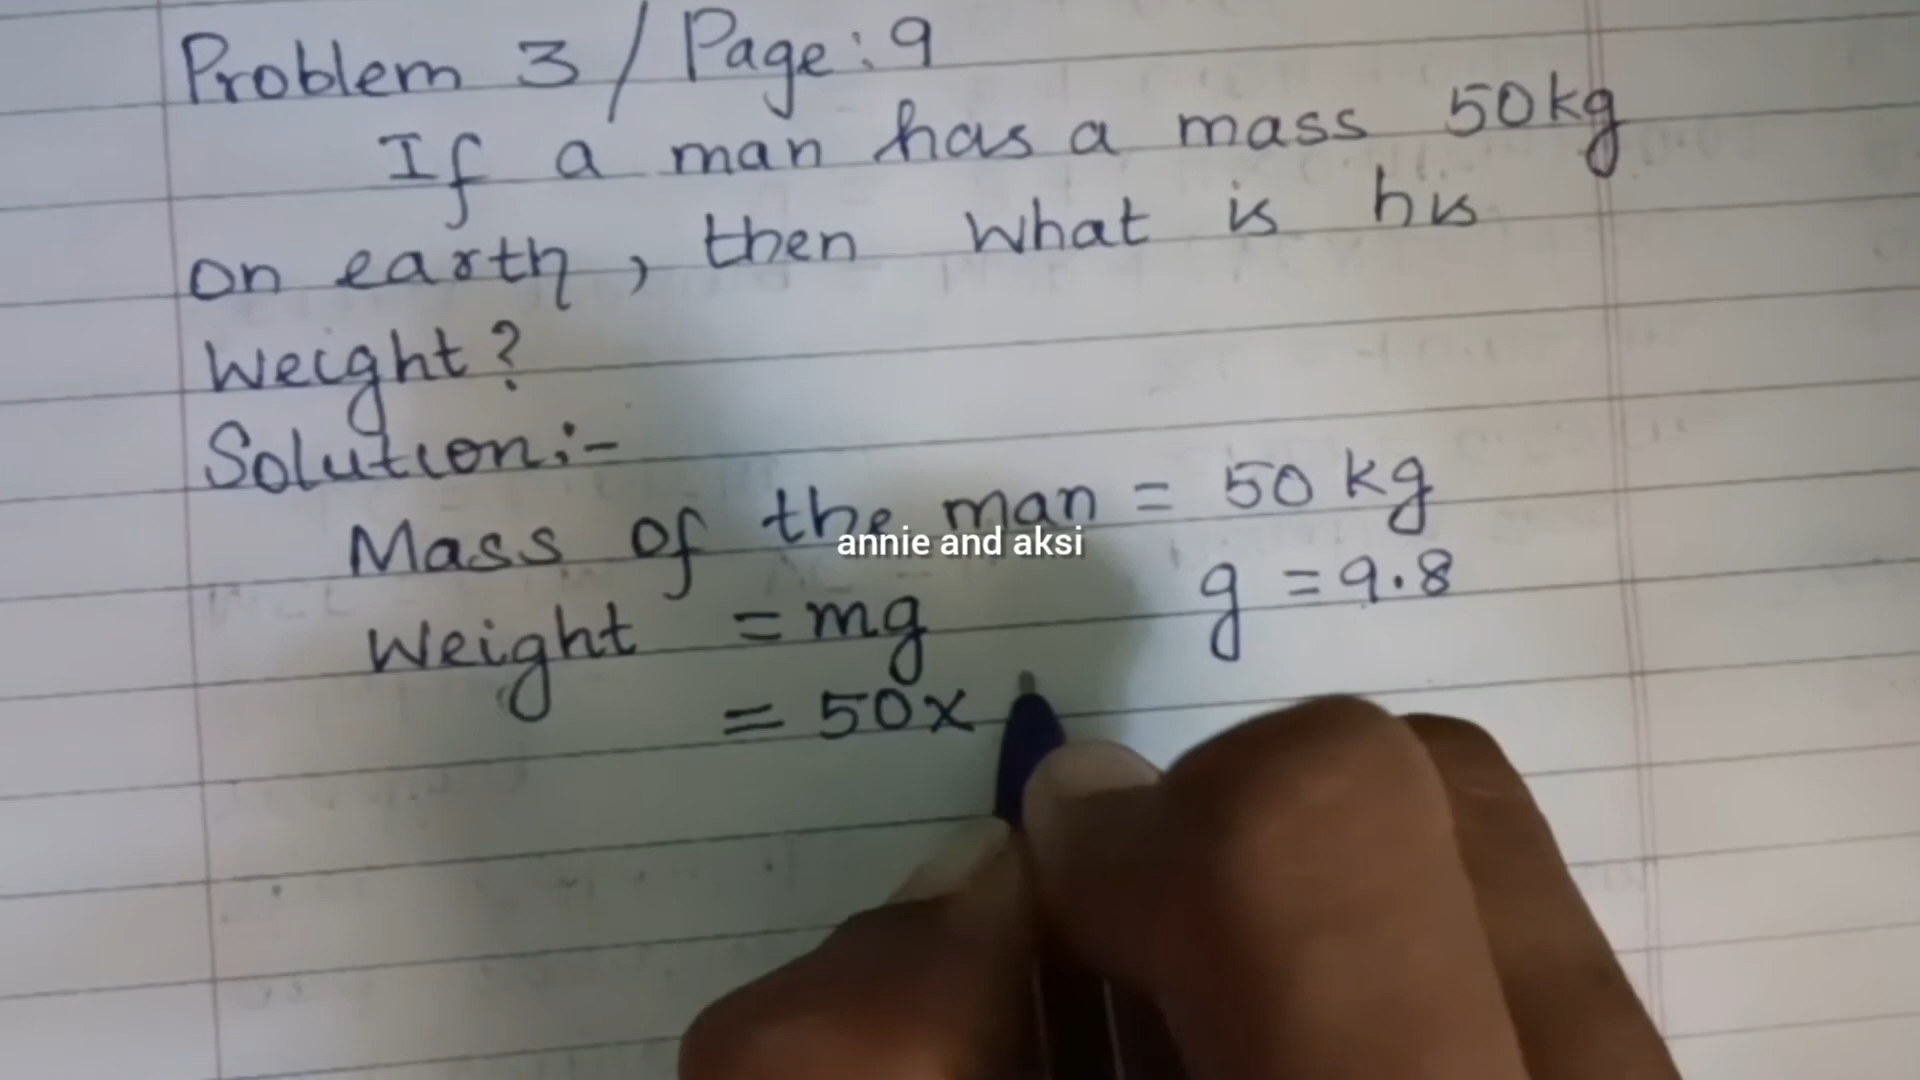 Problem 3 / Page: 9
If a man has a mass 50kg
on earth, then what is his
Weight?
Solution:-
Mass of the man = 50 kg
annie and aksi
g = 9.8
Weight = mg
= 50x